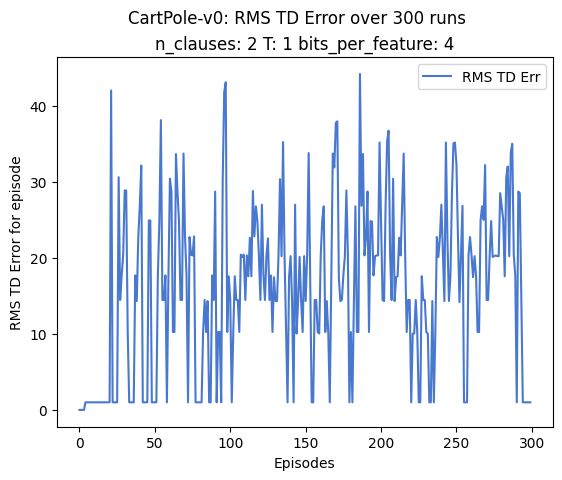 CartPole-v0: RMS TD Error over 300 runs
n_clauses: 2 T: 1 bits_per_feature: 4
RMS TD Err
RMS TD Error for episode
40
30
20
10
0
0 50 100 150 200 250 300
Episodes